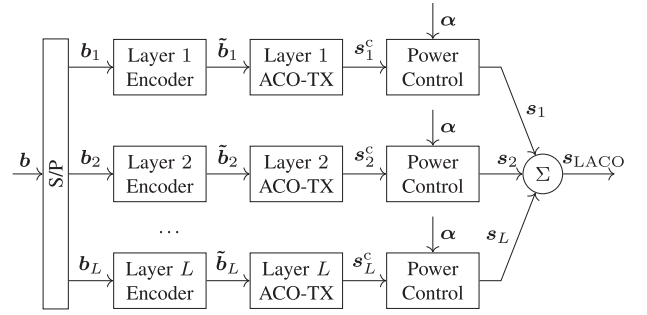 α
b₁ Layer 1 Encoder b̃₁ Layer 1 ACO-TX s₁ᶜ Power Control
s₁
α
b S/P b₂ Layer 2 Encoder b̃₂ Layer 2 ACO-TX s₂ᶜ Power Control s₂ Σ s_LACO
...
α
s_L
b_L Layer L Encoder b̃_L Layer L ACO-TX s_Lᶜ Power Control